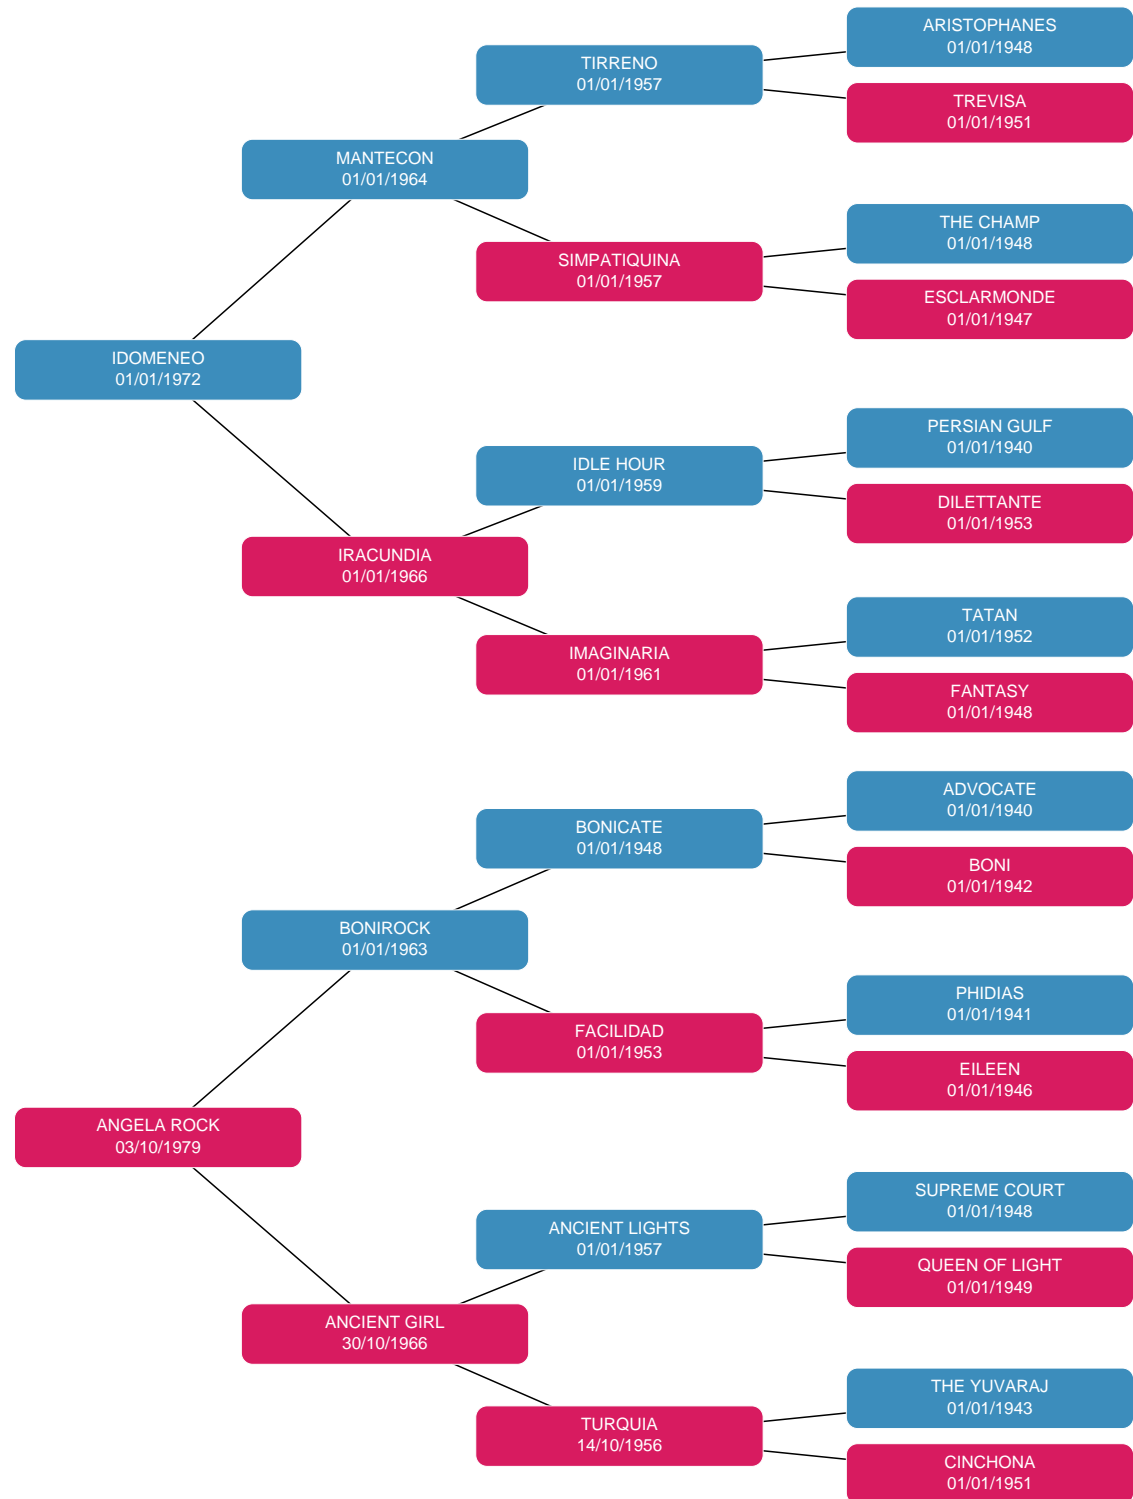 ARISTOPHANES
01/01/1948
TIRRENO
01/01/1957
TREVISA
01/01/1951
MANTECON
01/01/1964
THE CHAMP
01/01/1948
SIMPATIQUINA
01/01/1957
ESCLARMONDE
01/01/1947
IDOMENEO
01/01/1972
PERSIAN GULF
01/01/1940
IDLE HOUR
01/01/1959
DILETTANTE
01/01/1953
IRACUNDIA
01/01/1966
TATAN
01/01/1952
IMAGINARIA
01/01/1961
FANTASY
01/01/1948
ADVOCATE
01/01/1940
BONICATE
01/01/1948
BONI
01/01/1942
BONIROCK
01/01/1963
PHIDIAS
01/01/1941
FACILIDAD
01/01/1953
EILEEN
01/01/1946
ANGELA ROCK
03/10/1979
SUPREME COURT
01/01/1948
ANCIENT LIGHTS
01/01/1957
QUEEN OF LIGHT
01/01/1949
ANCIENT GIRL
30/10/1966
THE YUVARAJ
01/01/1943
TURQUIA
14/10/1956
CINCHONA
01/01/1951